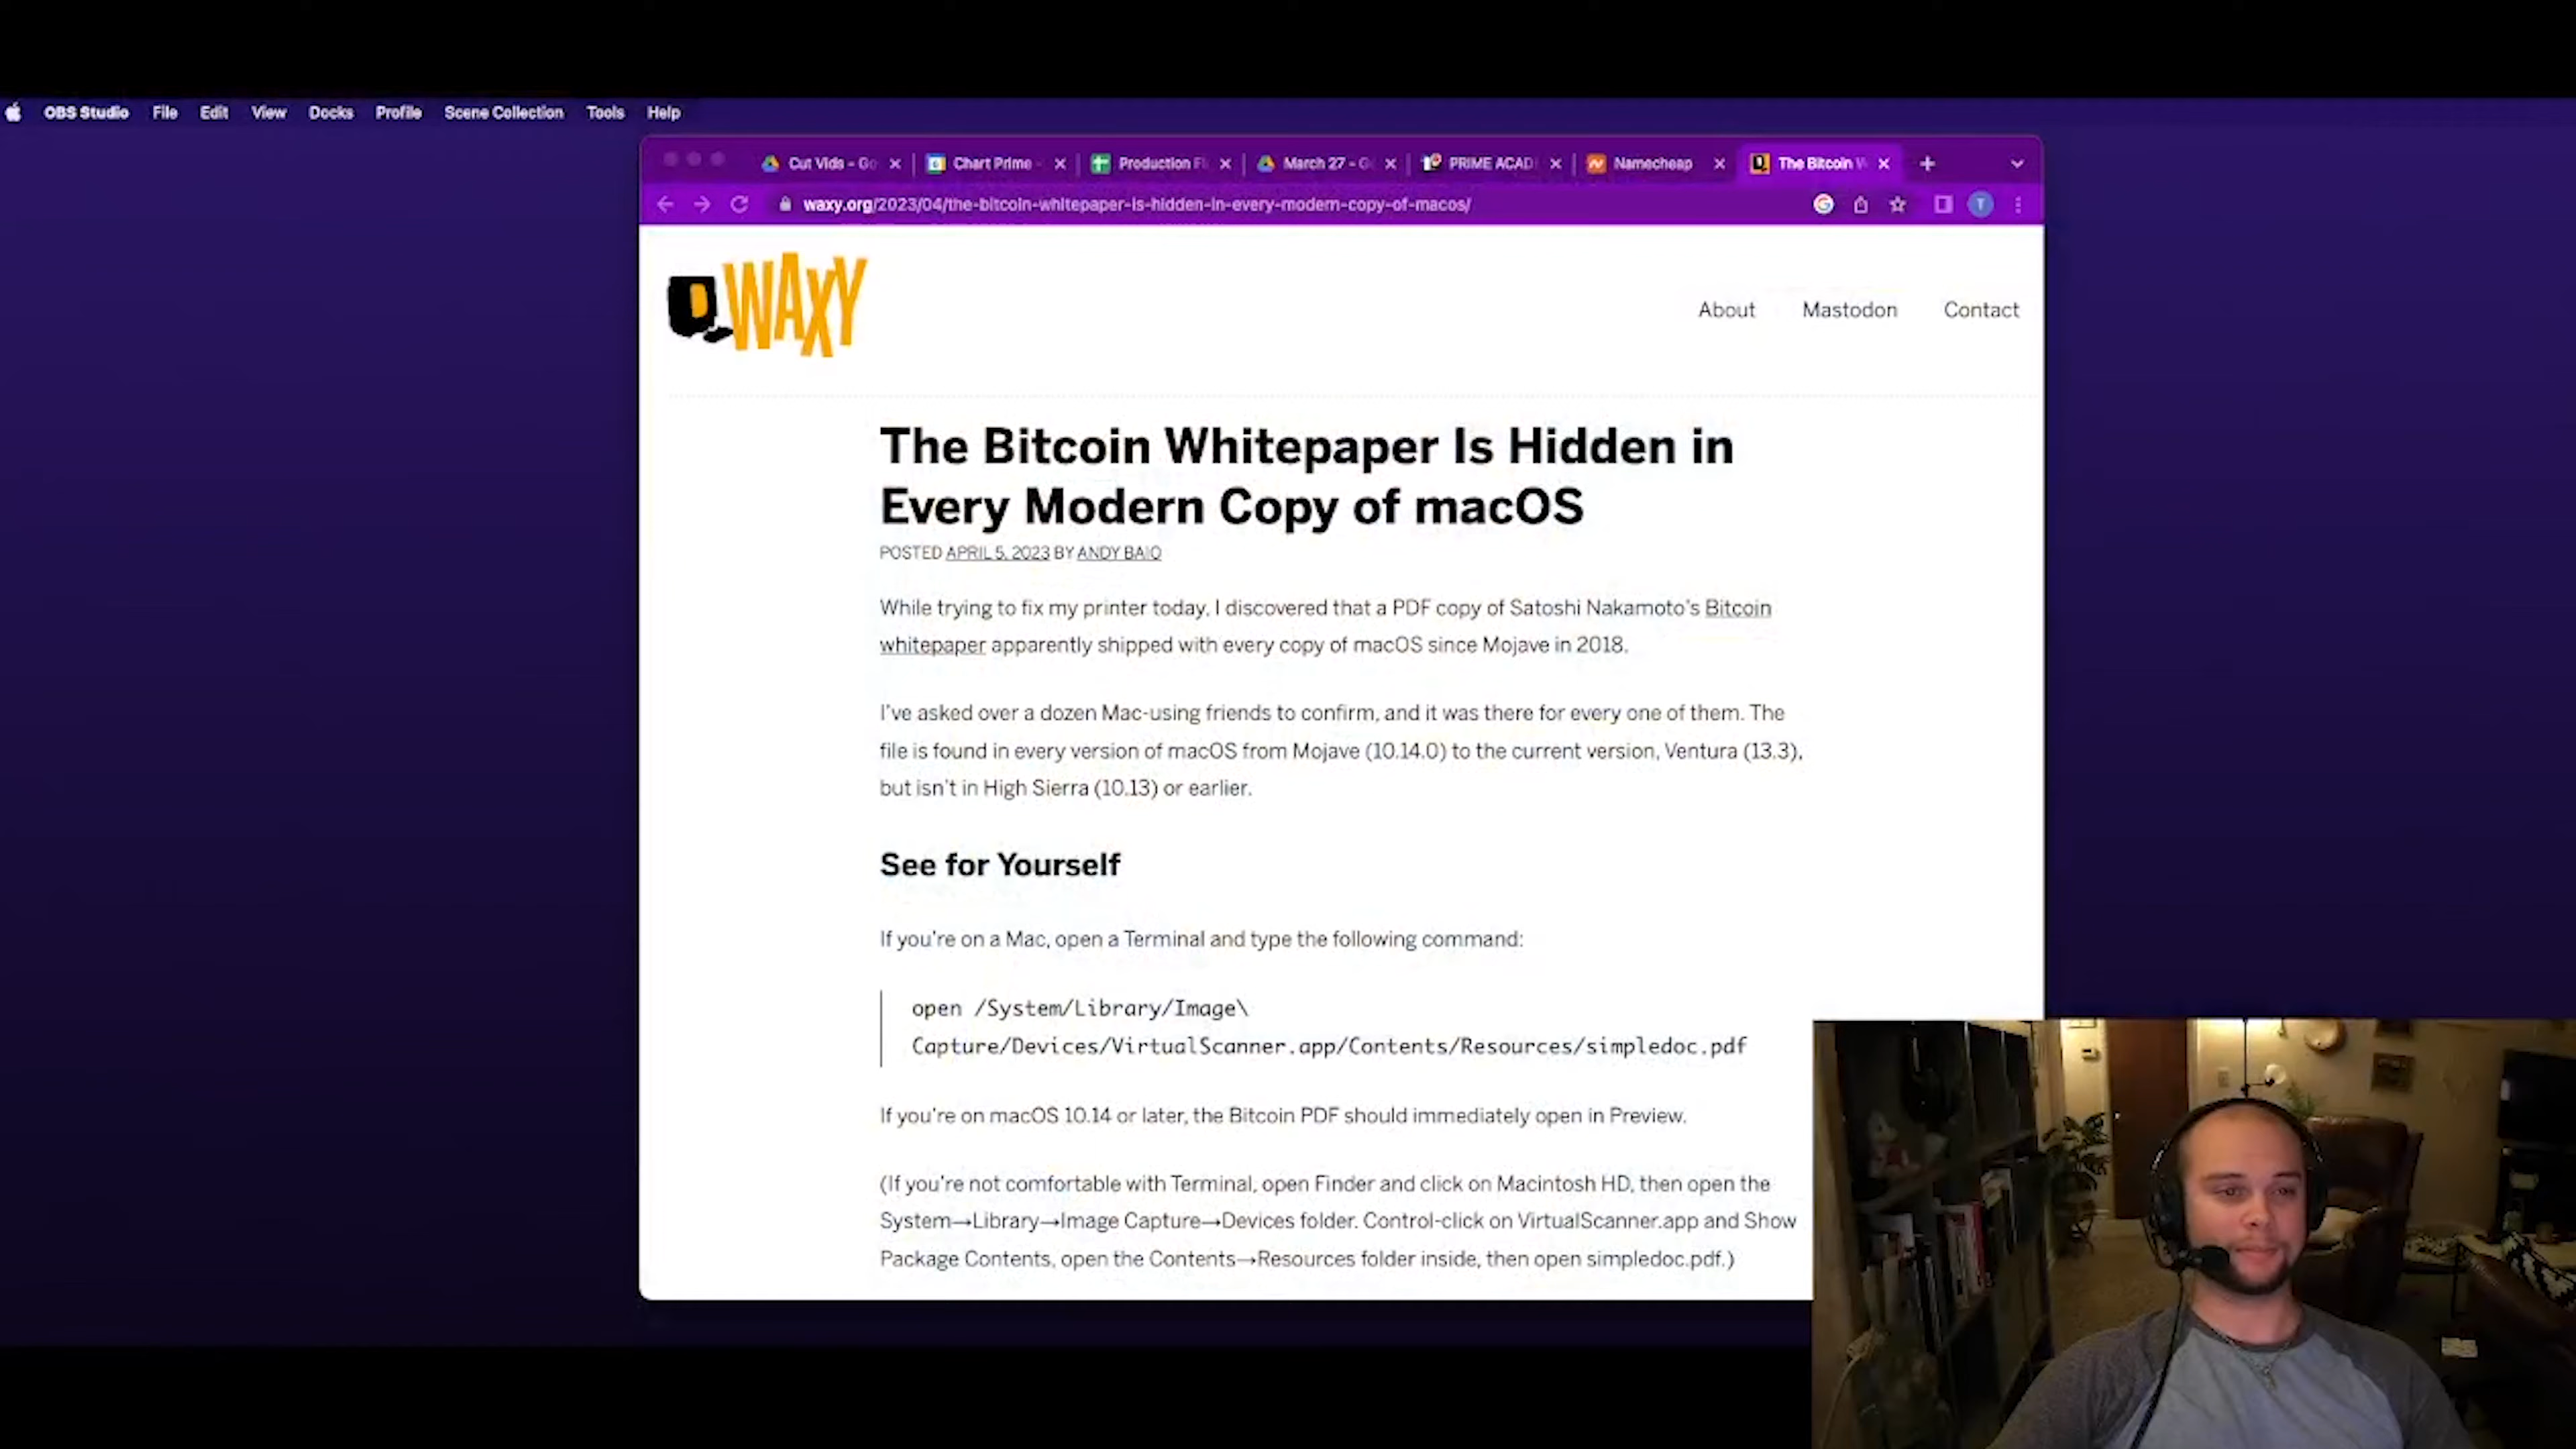 OBS Studio File Edit View Docks Profile Scene Collection Tools Help
Cut Vids - Go Chart Prime - Production Fl March 27 - Go PRIME ACAD Namecheap The Bitcoin W
waxy.org/2023/04/the-bitcoin-whitepaper-is-hidden-in-every-modern-copy-of-macos/ T
WAXY
About Mastodon Contact
The Bitcoin Whitepaper Is Hidden in
Every Modern Copy of macOS
POSTED APRIL 5, 2023 BY ANDY BAIO
While trying to fix my printer today, I discovered that a PDF copy of Satoshi Nakamoto's Bitcoin
whitepaper apparently shipped with every copy of macOS since Mojave in 2018.
I've asked over a dozen Mac-using friends to confirm, and it was there for every one of them. The
file is found in every version of macOS from Mojave (10.14.0) to the current version, Ventura (13.3),
but isn't in High Sierra (10.13) or earlier.
See for Yourself
If you're on a Mac, open a Terminal and type the following command:
open /System/Library/Image\
Capture/Devices/VirtualScanner.app/Contents/Resources/simpledoc.pdf
If you're on macOS 10.14 or later, the Bitcoin PDF should immediately open in Preview.
(If you're not comfortable with Terminal, open Finder and click on Macintosh HD, then open the
System→Library→Image Capture→Devices folder. Control-click on VirtualScanner.app and Show
Package Contents, open the Contents→Resources folder inside, then open simpledoc.pdf.)